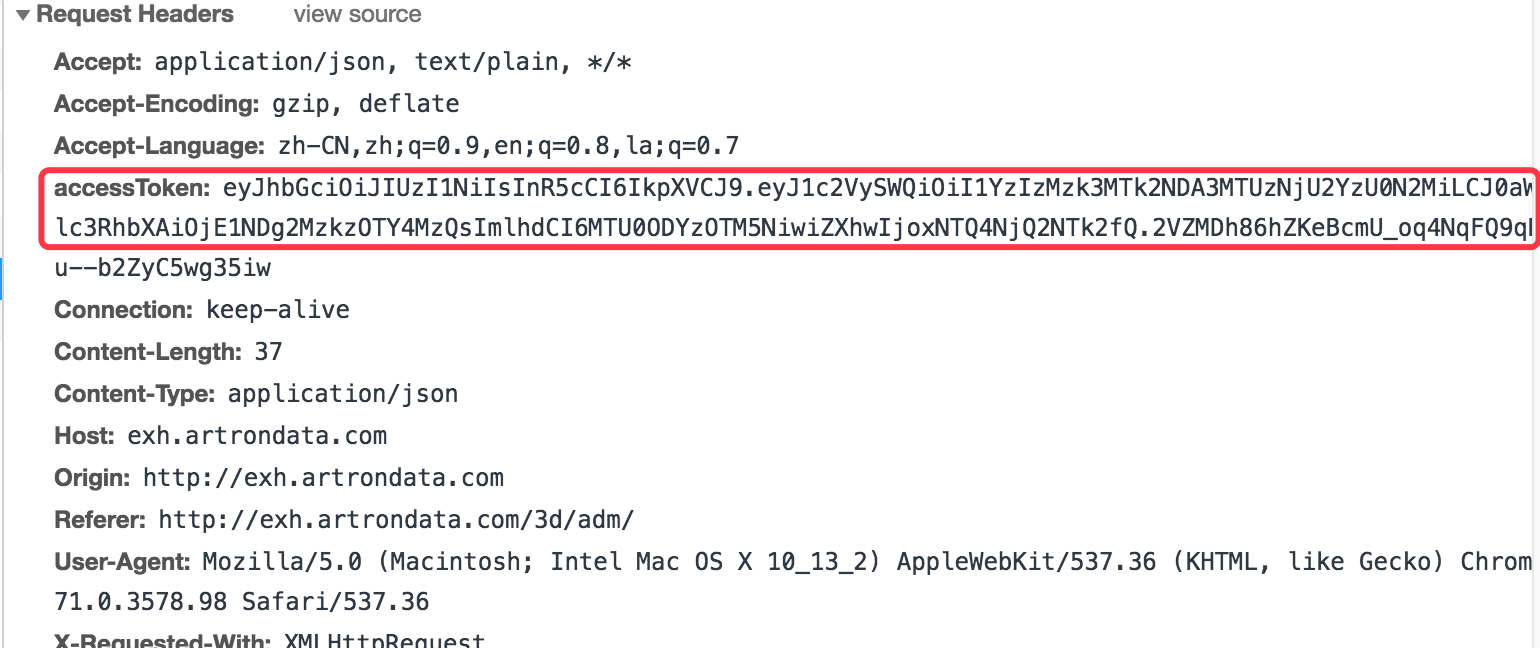 Request Headers view source
Accept: application/json, text/plain, */*
Accept-Encoding: gzip, deflate
Accept-Language: zh-CN,zh;q=0.9,en;q=0.8,la;q=0.7
accessToken: eyJhbGciOiJIUzI1NiIsInR5cCI6IkpXVCJ9.eyJ1c2VySWQiOiI1YzIzMzk3MTk2NDA3MTUzNjU2YzU0N2MiLCJ0aW
lc3RhbXAiOjE1NDg2MzkzOTY4MzQsImlhdCI6MTU0ODYzOTM5NiwiZXhwIjoxNTQ4NjQ2NTk2fQ.2VZMDh86hZKeBcmU_oq4NqFQ9q
u--b2ZyC5wg35iw
Connection: keep-alive
Content-Length: 37
Content-Type: application/json
Host: exh.artrondata.com
Origin: http://exh.artrondata.com
Referer: http://exh.artrondata.com/3d/adm/
User-Agent: Mozilla/5.0 (Macintosh; Intel Mac OS X 10_13_2) AppleWebKit/537.36 (KHTML, like Gecko) Chrom
71.0.3578.98 Safari/537.36
X-Requested-With: XMLHttpRequest